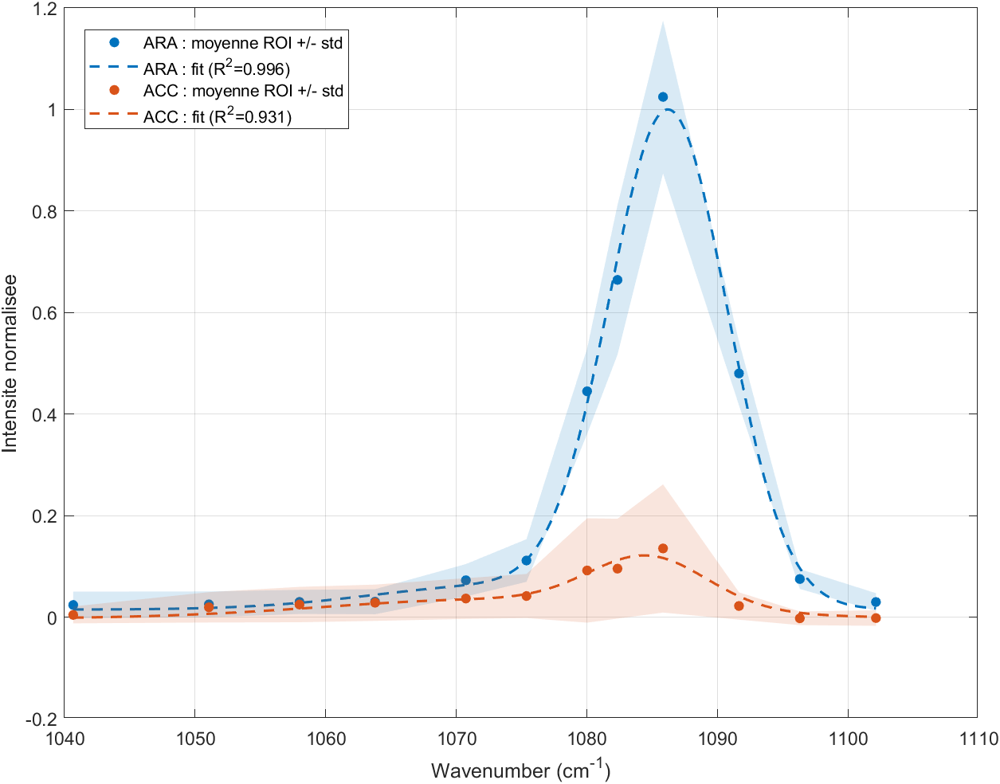 ARA : moyenne ROI +/- std
ARA : fit (R²=0.996)
ACC : moyenne ROI +/- std
ACC : fit (R²=0.931)
1.2
1
0.8
0.6
0.4
0.2
0
-0.2
Intensite normalisee
1040 1050 1060 1070 1080 1090 1100 1110
Wavenumber (cm⁻¹)